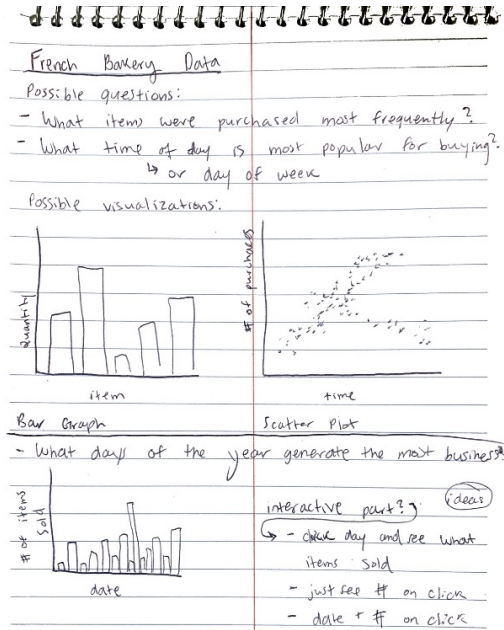 French Bakery Data
Possible questions:
- What items were purchased most frequently?
- What time of day is most popular for buying?
↳ or day of week
Possible visualizations:
Quantity
item
Bar Graph
# of purchases
time
Scatter Plot
- What days of the year generate the most business?
# of items
sold
date
ideas
interactive part?
- click day and see what
items sold
- just see # on click
- date + # on click